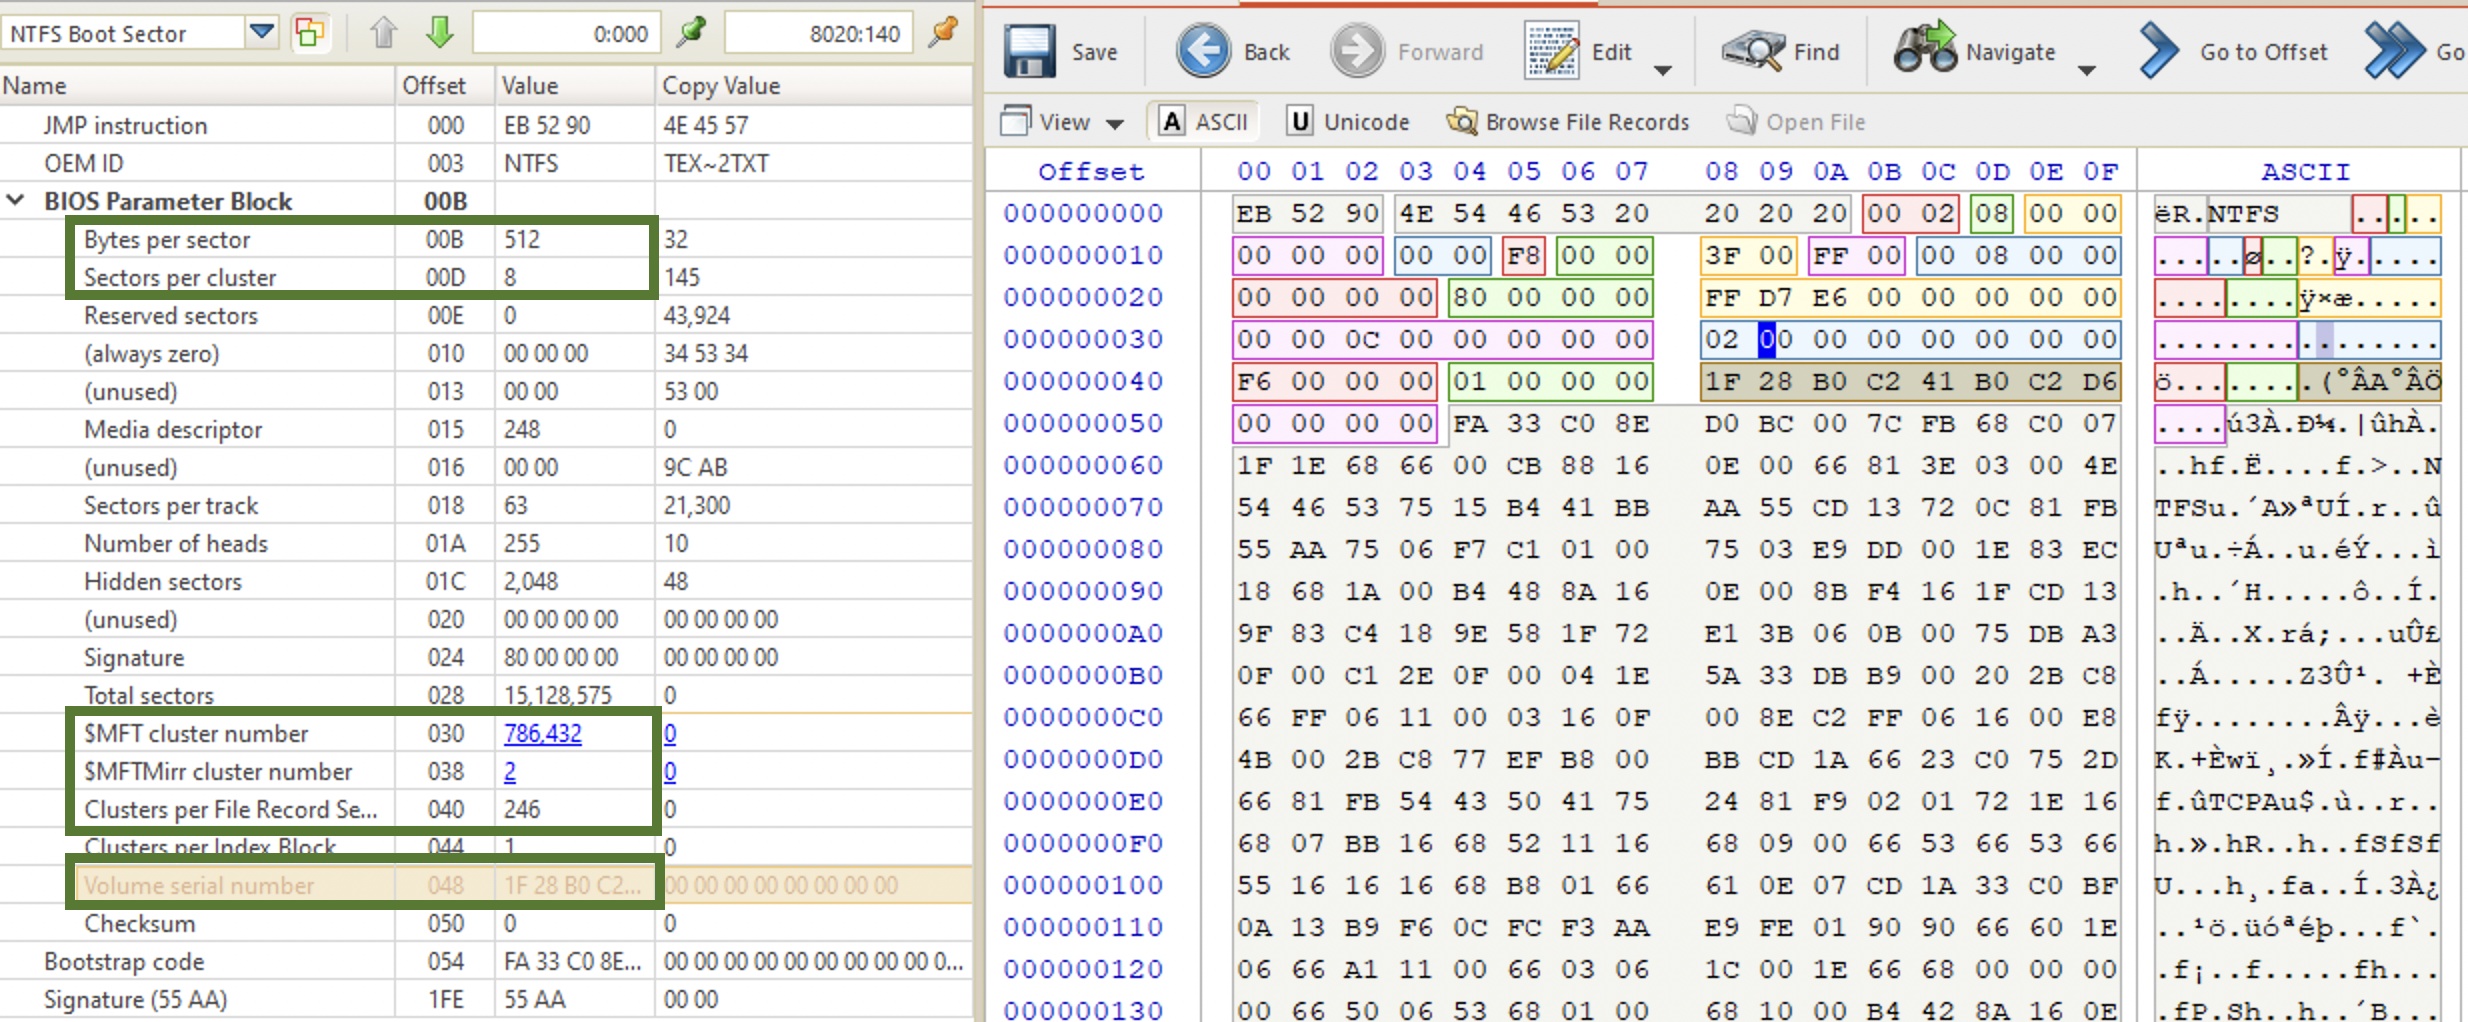 NTFS Boot Sector 0:000 8020:140
Name Offset Value Copy Value
JMP instruction 000 EB 52 90 4E 45 57
OEM ID 003 NTFS TEX~2TXT
BIOS Parameter Block 00B
Bytes per sector 00B 512 32
Sectors per cluster 00D 8 145
Reserved sectors 00E 0 43,924
(always zero) 010 00 00 00 34 53 34
(unused) 013 00 00 53 00
Media descriptor 015 248 0
(unused) 016 00 00 9C AB
Sectors per track 018 63 21,300
Number of heads 01A 255 10
Hidden sectors 01C 2,048 48
(unused) 020 00 00 00 00 00 00 00 00
Signature 024 80 00 00 00 00 00 00 00
Total sectors 028 15,128,575 0
$MFT cluster number 030 786,432 0
$MFTMirr cluster number 038 2 0
Clusters per File Record Se... 040 246 0
Clusters per Index Block 044 1 0
Volume serial number 048 1F 28 B0 C2... 00 00 00 00 00 00 00 00
Checksum 050 0 0
Bootstrap code 054 FA 33 C0 8E... 00 00 00 00 00 00 00 00 00 0...
Signature (55 AA) 1FE 55 AA 00 00
Save Back Forward Edit Find Navigate Go to Offset Go
View A ASCII U Unicode Browse File Records Open File
Offset 00 01 02 03 04 05 06 07 08 09 0A 0B 0C 0D 0E 0F ASCII
000000000 EB 52 90 4E 54 46 53 20 20 20 20 00 02 08 00 00 ëR.NTFS .....
000000010 00 00 00 00 00 F8 00 00 3F 00 FF 00 00 08 00 00 .....ø..?.ÿ.....
000000020 00 00 00 00 80 00 00 00 FF D7 E6 00 00 00 00 00 ........ÿ×æ.....
000000030 00 00 0C 00 00 00 00 00 02 00 00 00 00 00 00 00 ................
000000040 F6 00 00 00 01 00 00 00 1F 28 B0 C2 41 B0 C2 D6 ö........(°ÂA°ÂÖ
000000050 00 00 00 00 FA 33 C0 8E D0 BC 00 7C FB 68 C0 07 ....ú3À.Ð¼.|ûhÀ.
000000060 1F 1E 68 66 00 CB 88 16 0E 00 66 81 3E 03 00 4E ..hf.Ë....f.>..N
000000070 54 46 53 75 15 B4 41 BB AA 55 CD 13 72 0C 81 FB TFSu.´A»ªUÍ.r..û
000000080 55 AA 75 06 F7 C1 01 00 75 03 E9 DD 00 1E 83 EC Uªu.÷Á..u.éÝ...ì
000000090 18 68 1A 00 B4 48 8A 16 0E 00 8B F4 16 1F CD 13 .h..´H.....ô..Í.
0000000A0 9F 83 C4 18 9E 58 1F 72 E1 3B 06 0B 00 75 DB A3 ..Ä..X.rá;...uÛ£
0000000B0 0F 00 C1 2E 0F 00 04 1E 5A 33 DB B9 00 20 2B C8 ..Á.....Z3Û¹. +È
0000000C0 66 FF 06 11 00 03 16 0F 00 8E C2 FF 06 16 00 E8 fÿ........Âÿ...è
0000000D0 4B 00 2B C8 77 EF B8 00 BB CD 1A 66 23 C0 75 2D K.+Èwï¸.»Í.f#Àu-
0000000E0 66 81 FB 54 43 50 41 75 24 81 F9 02 01 72 1E 16 f.ûTCPAu$.ù..r..
0000000F0 68 07 BB 16 68 52 11 16 68 09 00 66 53 66 53 66 h.».hR..h..fSfSf
000000100 55 16 16 16 68 B8 01 66 61 0E 07 CD 1A 33 C0 BF U...h¸.fa..Í.3À¿
000000110 0A 13 B9 F6 0C FC F3 AA E9 FE 01 90 90 66 60 1E ..¹ö.üóªéþ...f`.
000000120 06 66 A1 11 00 66 03 06 1C 00 1E 66 68 00 00 00 .f¡..f.....fh...
000000130 00 66 50 06 53 68 01 00 68 10 00 B4 42 8A 16 0E .fP.Sh..h..´B...